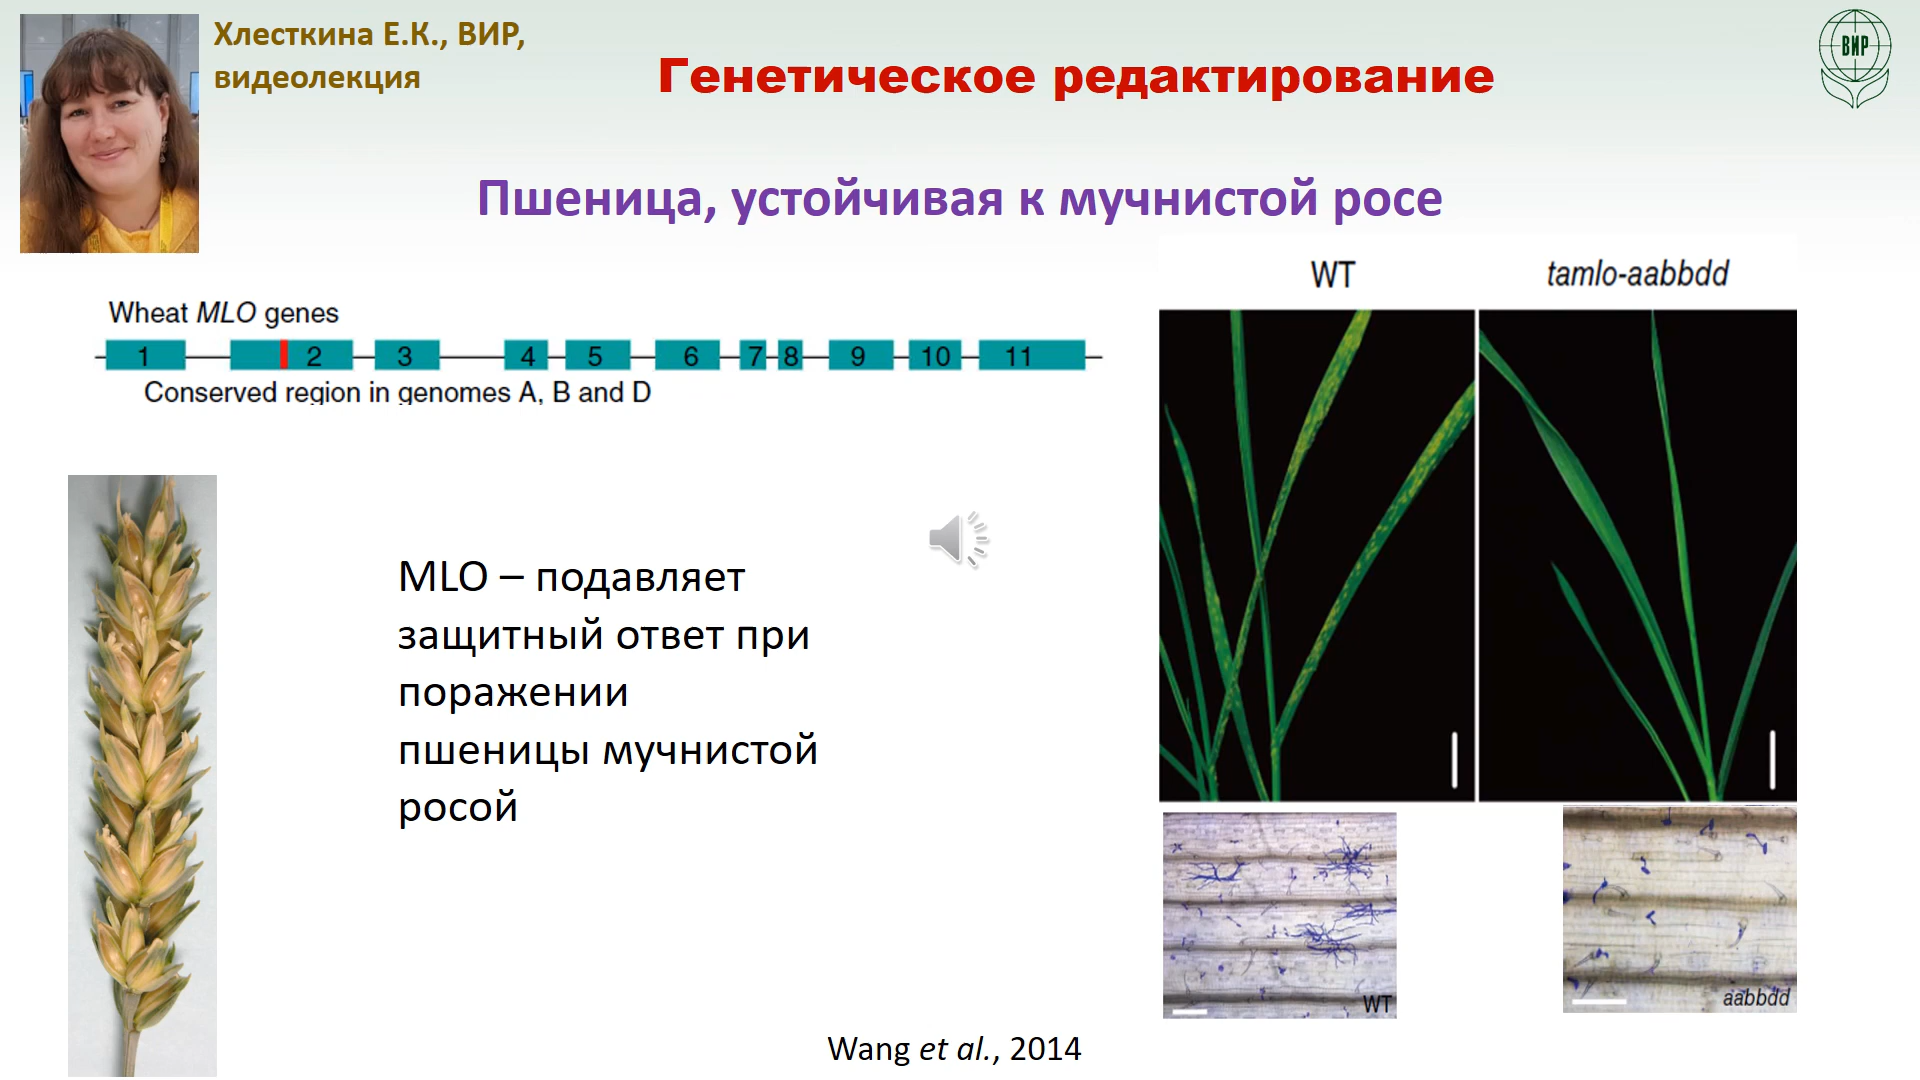 Хлесткина Е.К., ВИР,
видеолекция
Генетическое редактирование
ВИР
Пшеница, устойчивая к мучнистой росе
Wheat MLO genes
1 2 3 4 5 6 7 8 9 10 11
Conserved region in genomes A, B and D
WT
tamlo-aabbdd
MLO – подавляет
защитный ответ при
поражении
пшеницы мучнистой
росой
WT
aabbdd
Wang et al., 2014